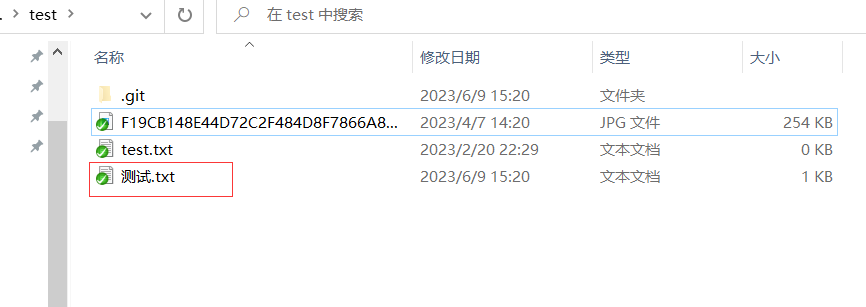 test 在 test 中搜索
名称 修改日期 类型 大小
.git 2023/6/9 15:20 文件夹
F19CB148E44D72C2F484D8F7866A8... 2023/4/7 14:20 JPG 文件 254 KB
test.txt 2023/2/20 22:29 文本文档 0 KB
测试.txt 2023/6/9 15:20 文本文档 1 KB